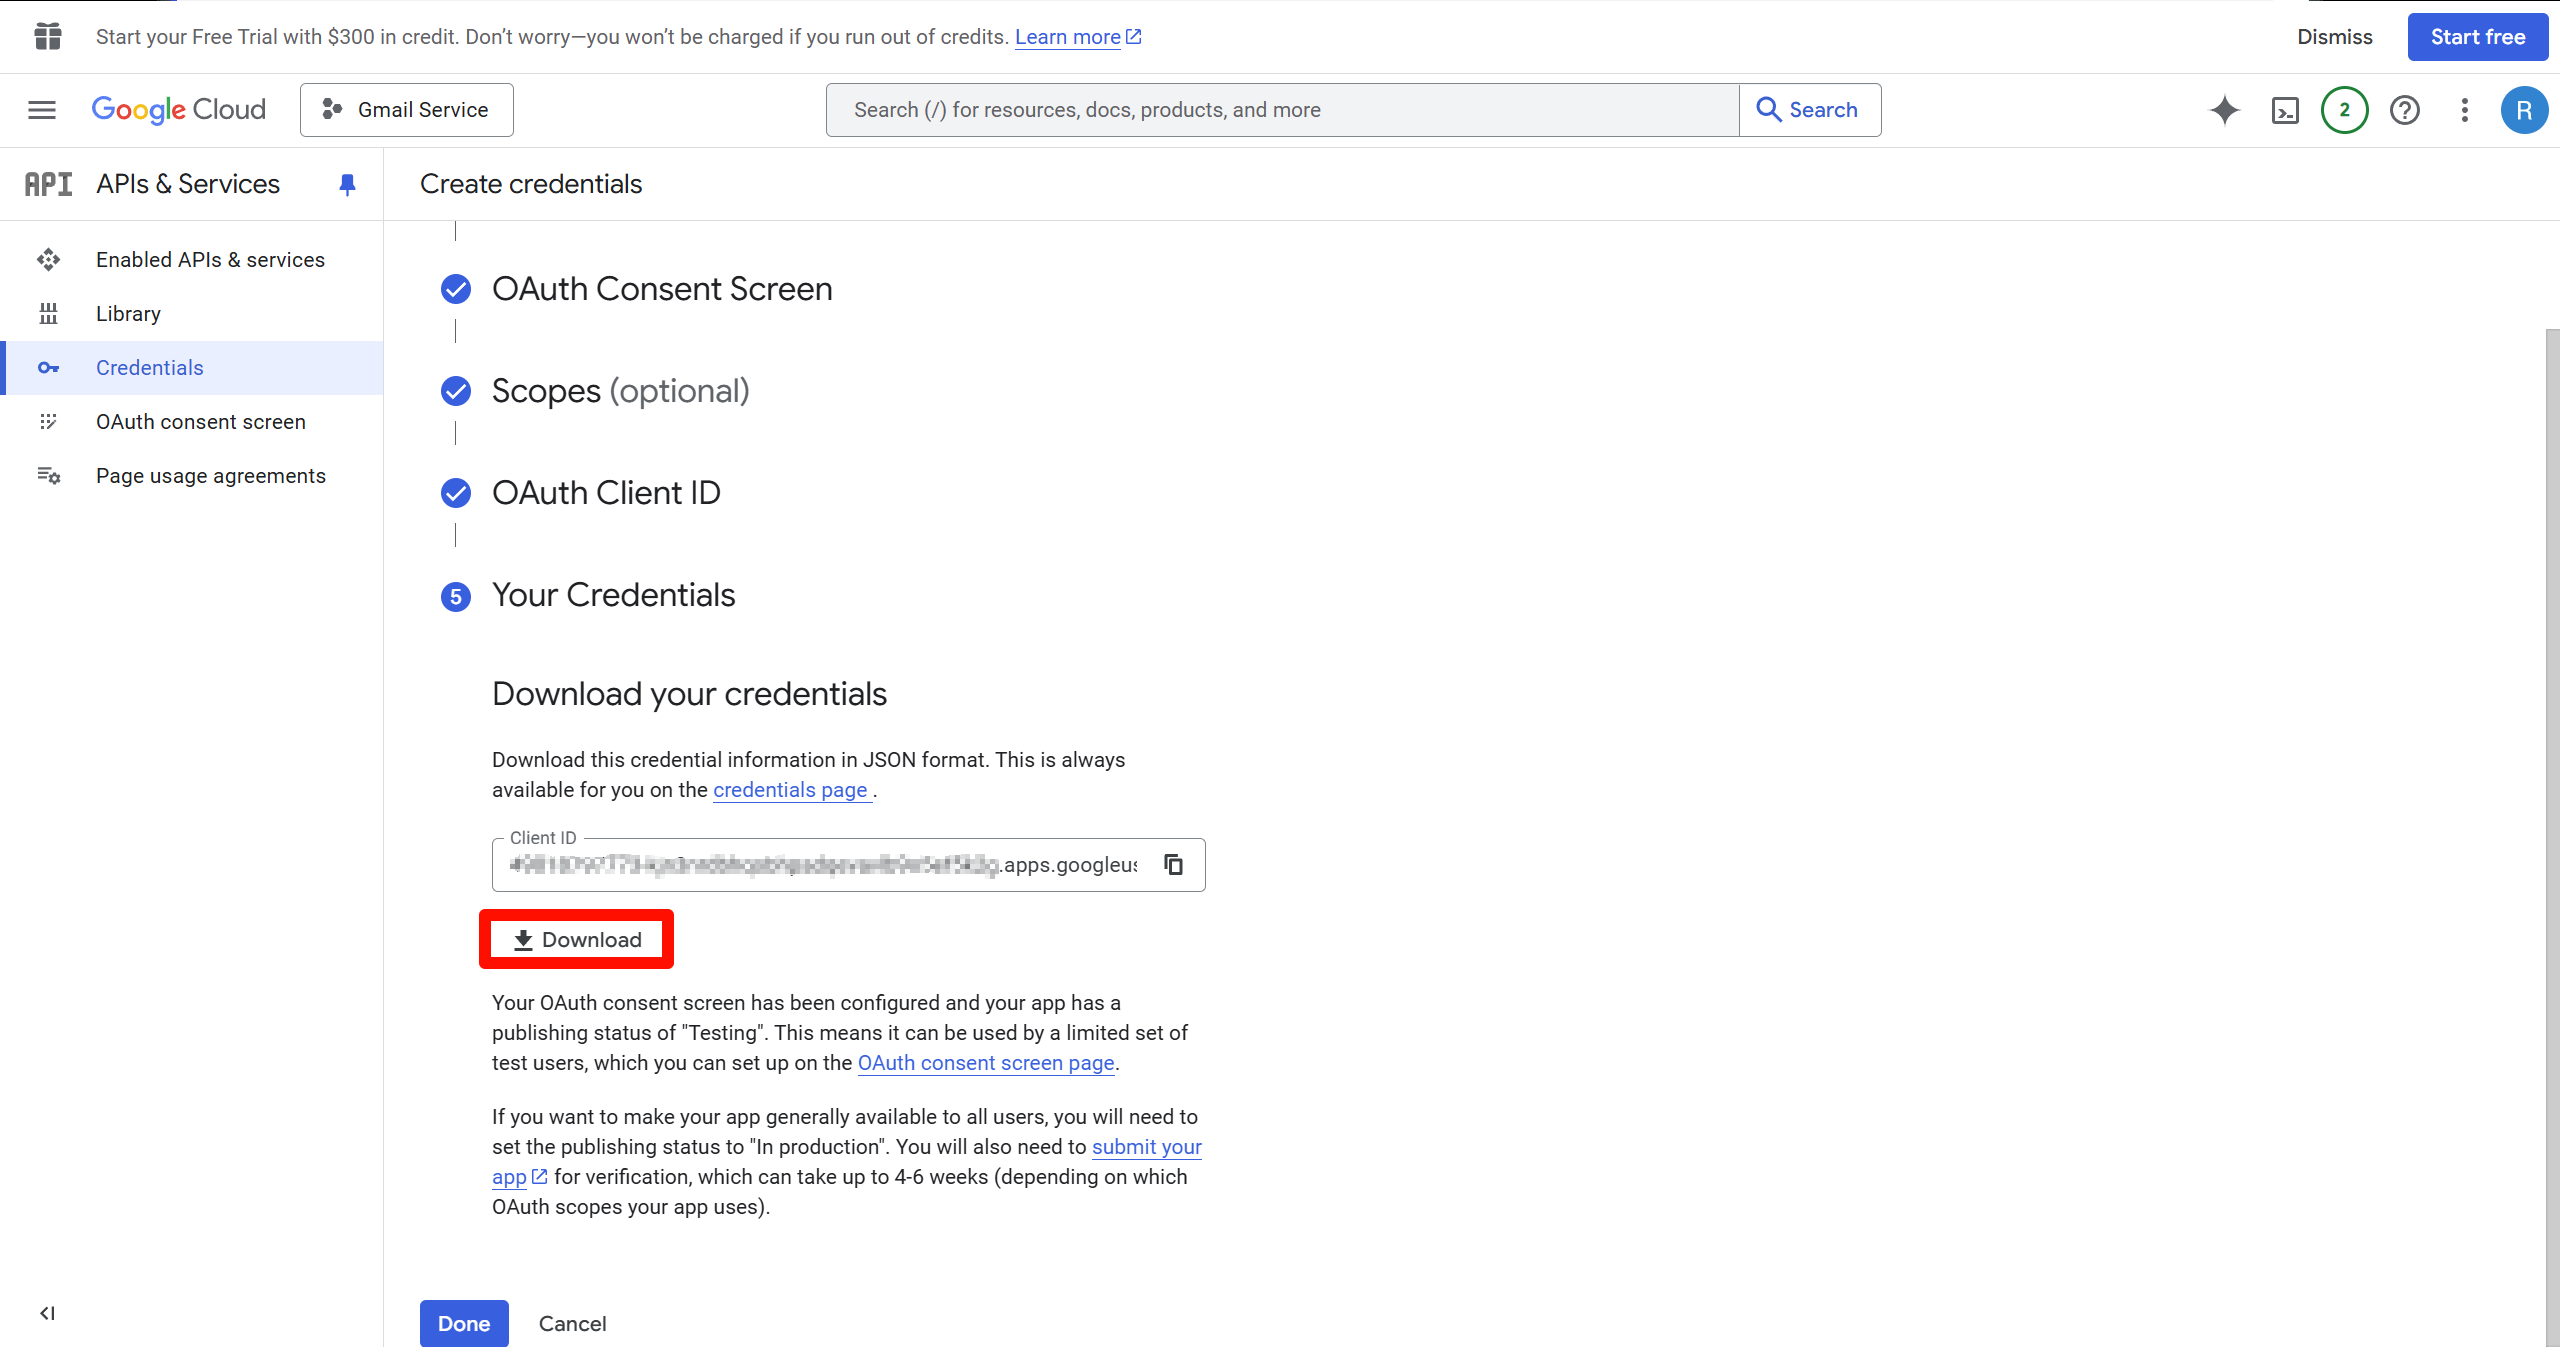 Start your Free Trial with $300 in credit. Don’t worry—you won’t be charged if you run out of credits. Learn more
Dismiss
Start free
Google Cloud
Gmail Service
Search (/) for resources, docs, products, and more
Search
2
R
API APIs & Services
Create credentials
Enabled APIs & services
Library
Credentials
OAuth consent screen
Page usage agreements
OAuth Consent Screen
Scopes (optional)
OAuth Client ID
5 Your Credentials
Download your credentials
Download this credential information in JSON format. This is always
available for you on the credentials page .
Client ID
.apps.googleus
Download
Your OAuth consent screen has been configured and your app has a
publishing status of "Testing". This means it can be used by a limited set of
test users, which you can set up on the OAuth consent screen page.
If you want to make your app generally available to all users, you will need to
set the publishing status to "In production". You will also need to submit your
app for verification, which can take up to 4-6 weeks (depending on which
OAuth scopes your app uses).
Done
Cancel